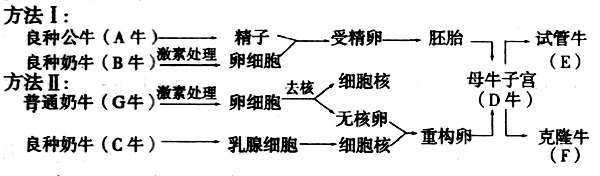 方法Ⅰ:
良种公牛（A牛） 精子 受精卵 胚胎 试管牛
良种奶牛（B牛） 激素处理 卵细胞 （E）
方法Ⅱ: 母牛子宫
细胞核 （D牛）
普通奶牛（G牛） 激素处理 卵细胞 去核
无核卵
良种奶牛（C牛） 乳腺细胞 细胞核 重构卵 克隆牛
（F）